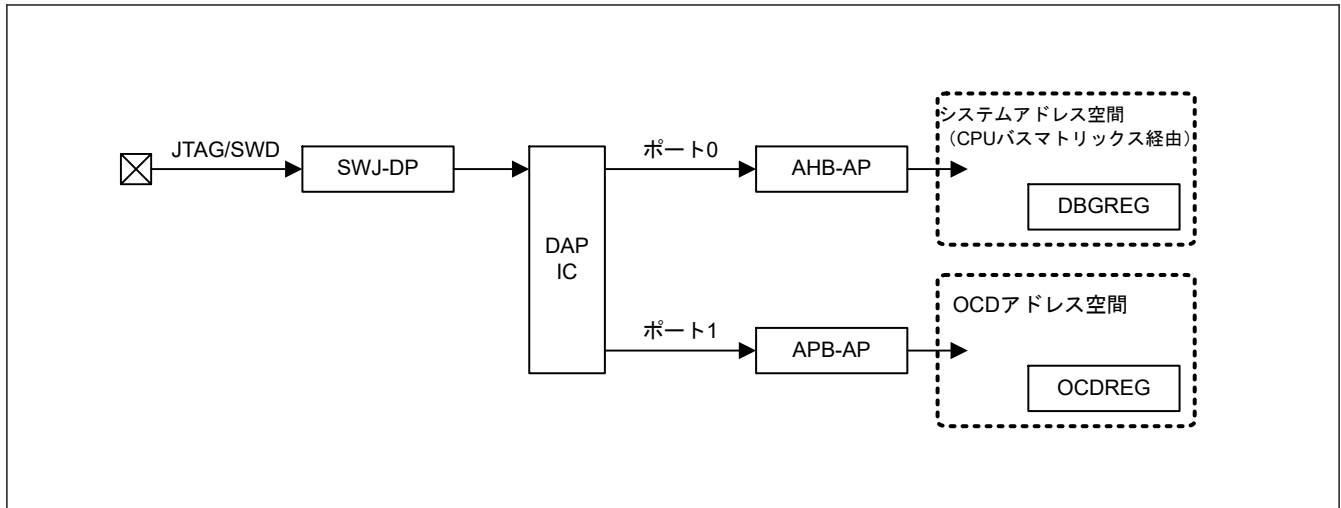 JTAG/SWD
SWJ-DP
DAP
IC
ポート0
AHB-AP
システムアドレス空間
（CPUバスマトリックス経由）
DBGREG
ポート1
APB-AP
OCDアドレス空間
OCDREG